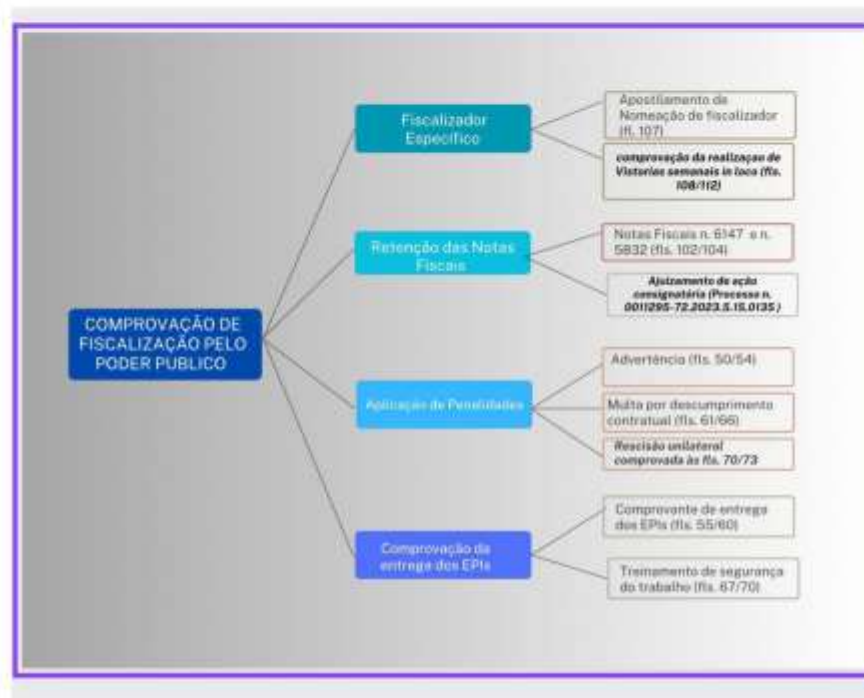 Fiscalizador
Específico
Apostilamento de
Nomeação de fiscalizador
(fl. 107)
comprovação da realizaçao de
Vistorias semanais in loco (fls.
108/112)
Retenção das Notas
Fiscais
Notas Fiscais n. 6147 e n.
5832 (fls. 102/104)
Ajuizamento de ação
consignatória (Processo n.
0011295-72.2023.5.15.0135 )
COMPROVAÇÃO DE
FISCALIZAÇÃO PELO
PODER PUBLICO
Aplicação de Penalidades
Advertência (fls. 50/54)
Multa por descumprimento
contratual (fls. 61/66)
Rescisão unilateral
comprovada às fls. 70/73
Comprovação da
entrega dos EPIs
Comprovante de entrega
dos EPIs (fls. 55/60)
Treinamento de segurança
do trabalho (fls. 67/70)